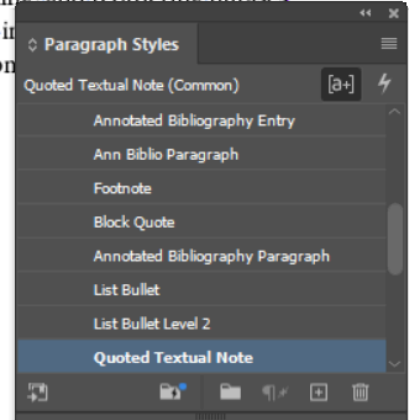 Paragraph Styles
Quoted Textual Note (Common)
[a+]
Annotated Bibliography Entry
Ann Biblio Paragraph
Footnote
Block Quote
Annotated Bibliography Paragraph
List Bullet
List Bullet Level 2
Quoted Textual Note